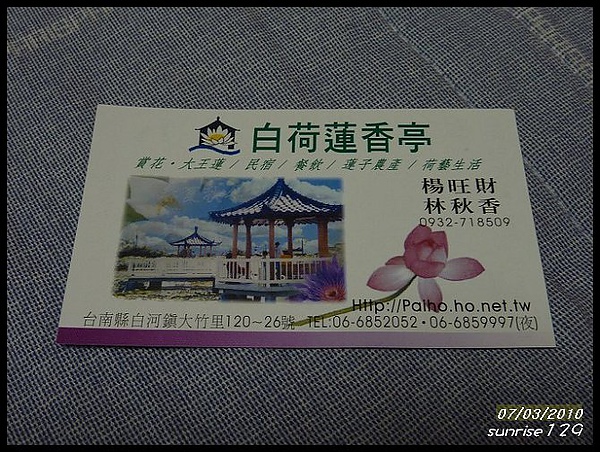 白荷蓮香亭
賞花・大王蓮 / 民宿 / 餐飲 / 蓮子農產 / 荷藝生活
楊旺財
林秋香
0932-718509
Http://Paiho.ho.net.tw
台南縣白河鎮大竹里120~26號 TEL:06-6852052・06-6859997(夜)
07/03/2010
sunrise129